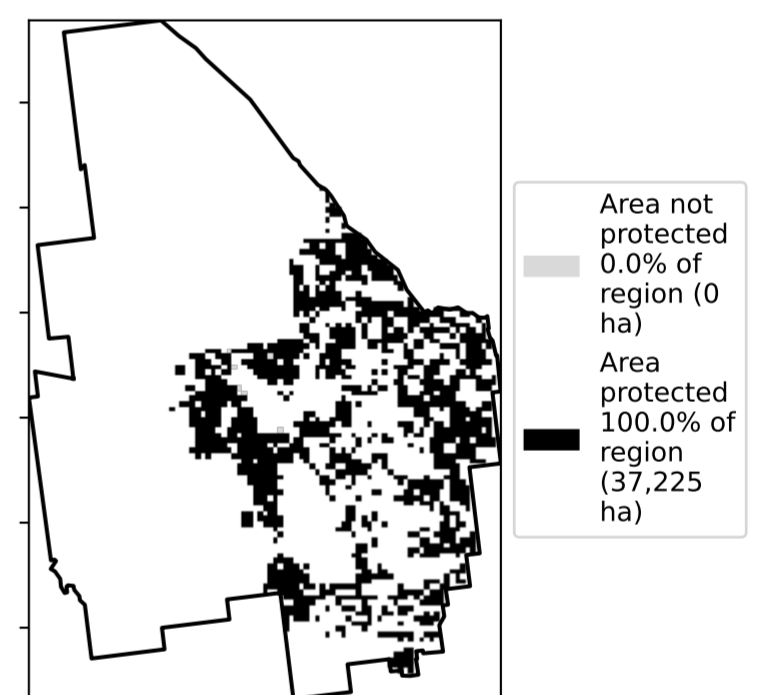 Area not
protected
0.0% of
region (0
ha)
Area
protected
100.0% of
region
(37,225
ha)